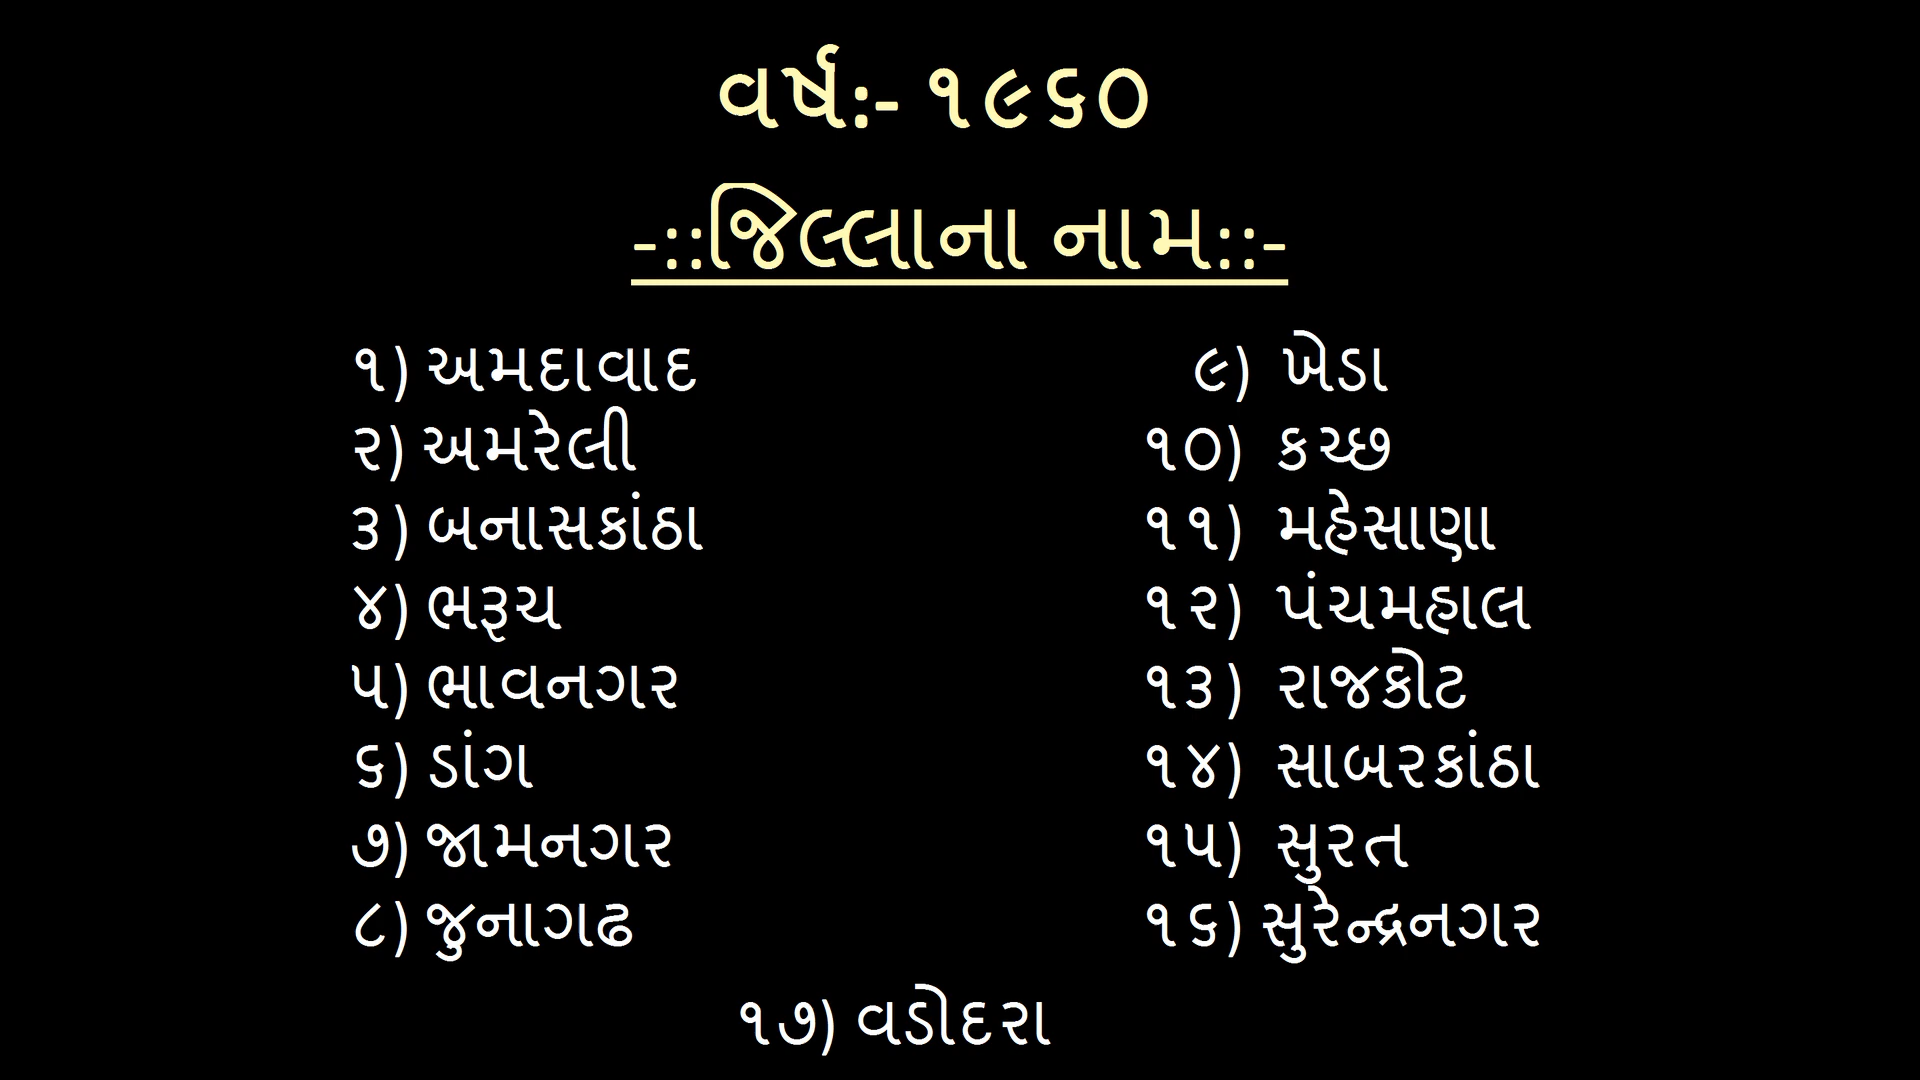 વર્ષ:- ૧૯૬૦
-::જિલ્લાના નામ::-
૧) અમદાવાદ
૨) અમરેલી
૩) બનાસકાંઠા
૪) ભરૂચ
૫) ભાવનગર
૬) ડાંગ
૭) જામનગર
૮) જુનાગઢ
૯) ખેડા
૧૦) કચ્છ
૧૧) મહેસાણા
૧૨) પંચમહાલ
૧૩) રાજકોટ
૧૪) સાબરકાંઠા
૧૫) સુરત
૧૬) સુરેન્દ્રનગર
૧૭) વડોદરા